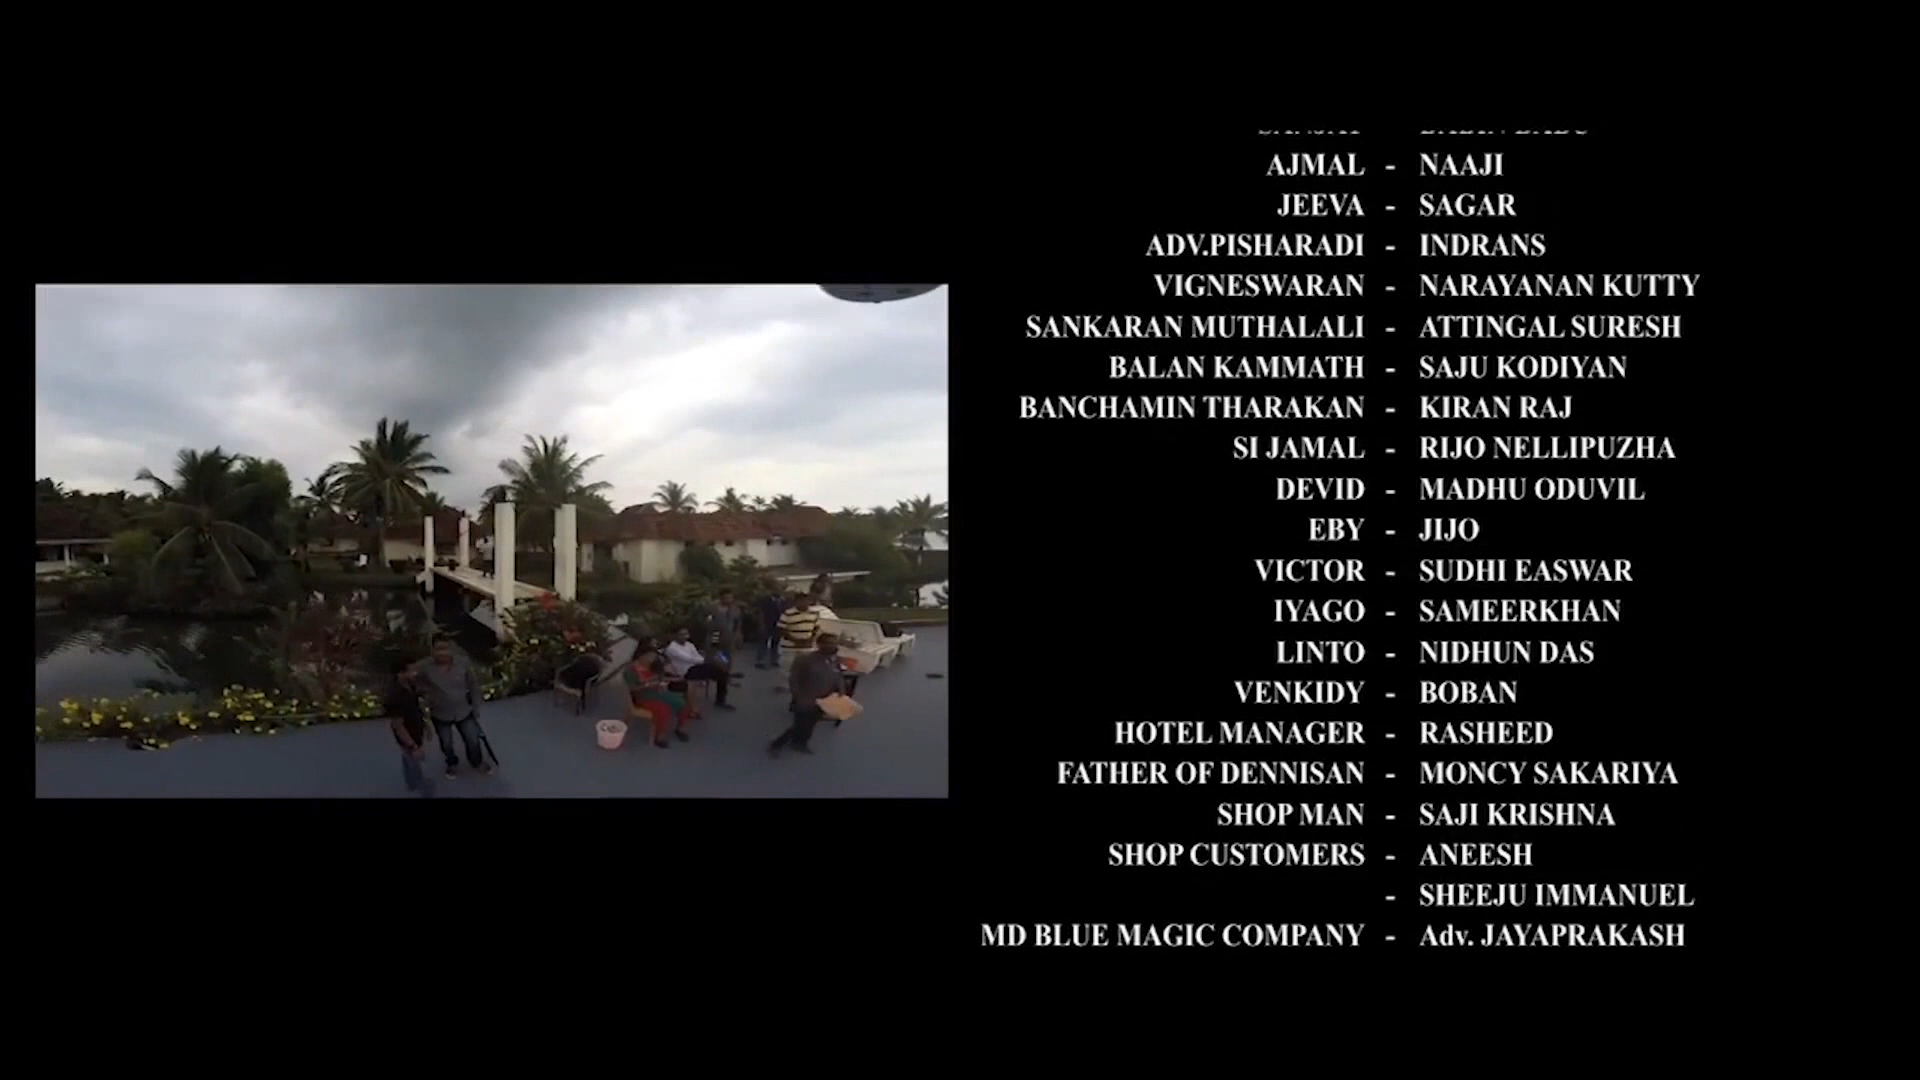 AJMAL - NAAJI
JEEVA - SAGAR
ADV.PISHARADI - INDRANS
VIGNESWARAN - NARAYANAN KUTTY
SANKARAN MUTHALALI - ATTINGAL SURESH
BALAN KAMMATH - SAJU KODIYAN
BANCHAMIN THARAKAN - KIRAN RAJ
SI JAMAL - RIJO NELLIPUZHA
DEVID - MADHU ODUVIL
EBY - JIJO
VICTOR - SUDHI EASWAR
IYAGO - SAMEERKHAN
LINTO - NIDHUN DAS
VENKIDY - BOBAN
HOTEL MANAGER - RASHEED
FATHER OF DENNISAN - MONCY SAKARIYA
SHOP MAN - SAJI KRISHNA
SHOP CUSTOMERS - ANEESH
- SHEEJU IMMANUEL
MD BLUE MAGIC COMPANY - Adv. JAYAPRAKASH